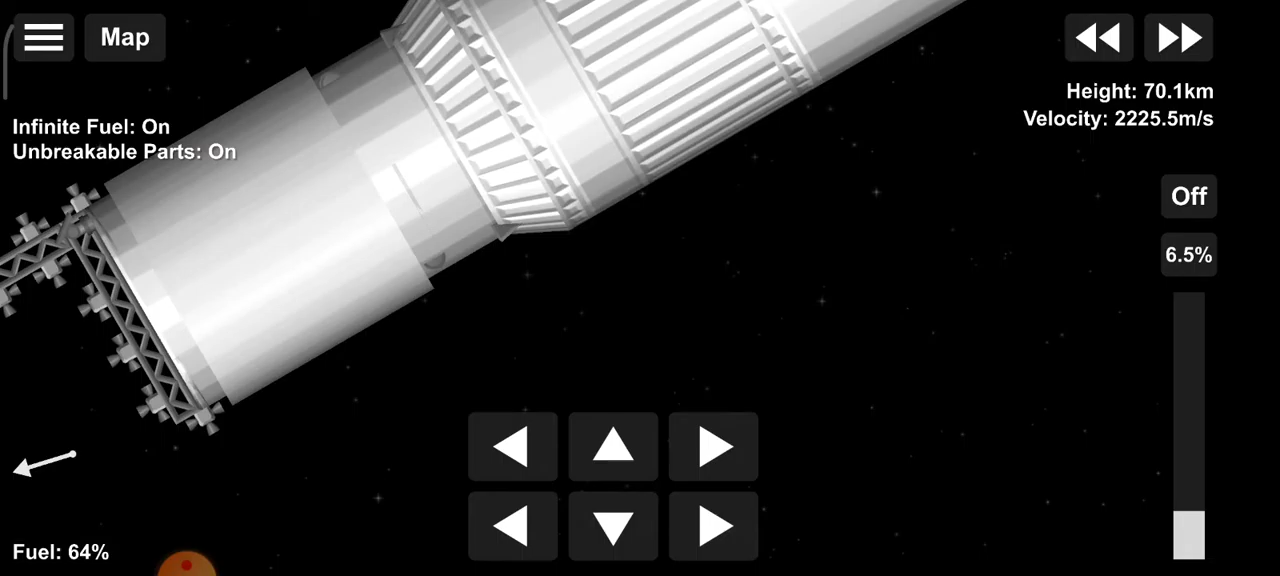 Map
Infinite Fuel: On
Unbreakable Parts: On
Height: 70.1km
Velocity: 2225.5m/s
Off
6.5%
Fuel: 64%